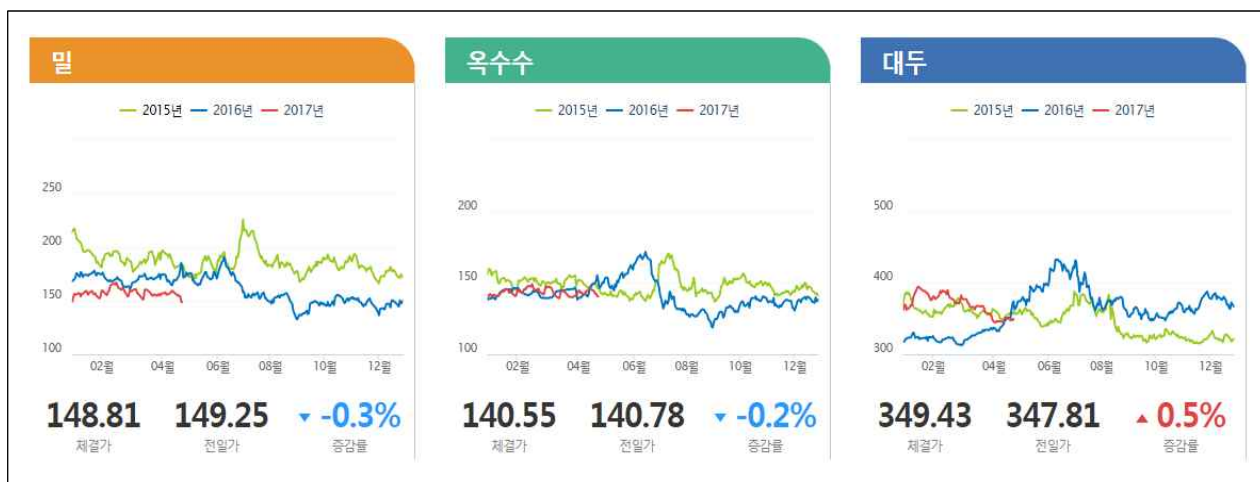 밀
2015년 2016년 2017년
250
200
150
100
02월 04월 06월 08월 10월 12월
148.81 149.25 ▼ -0.3%
체결가 전일가 증감률
옥수수
2015년 2016년 2017년
200
150
100
02월 04월 06월 08월 10월 12월
140.55 140.78 ▼ -0.2%
체결가 전일가 증감률
대두
2015년 2016년 2017년
500
400
300
02월 04월 06월 08월 10월 12월
349.43 347.81 ▲ 0.5%
체결가 전일가 증감률